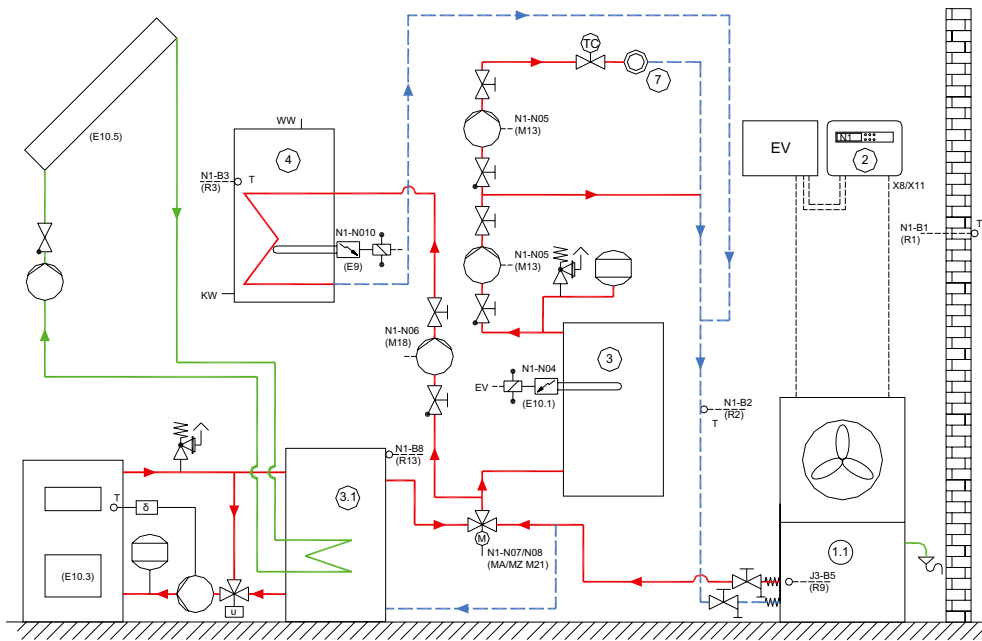 (E10.5)
WW
4
N1-B3
(R3)
T
N1-N010
(E9)
KW
TC
7
N1-N05
(M13)
N1-N05
(M13)
EV
N1
2
X8/X11
N1-B1
(R1)
T
N1-N06
(M18)
3
N1-N04
EV
(E10.1)
N1-B2
(R2)
T
N1-B8
(R13)
3.1
T
δ
(E10.3)
U
M
N1-N07/N08
(MA/MZ M21)
1.1
J3-B5
(R9)